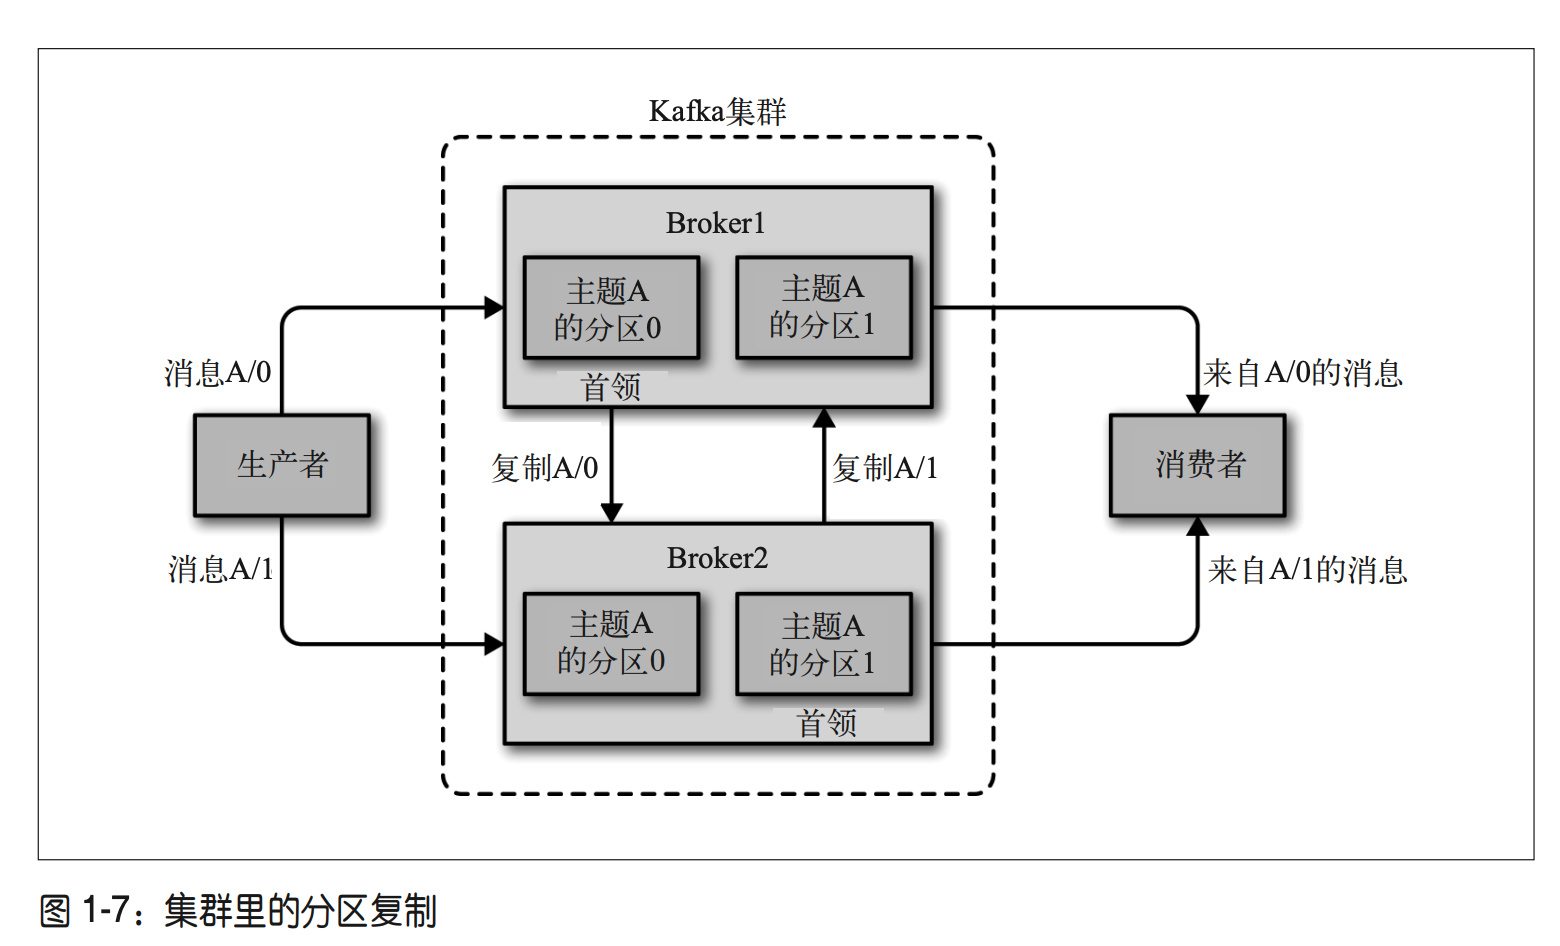 Kafka集群
Broker1
主题A
的分区0
主题A
的分区1
首领
消息A/0
来自A/0的消息
生产者
复制A/0
复制A/1
消费者
消息A/1
来自A/1的消息
Broker2
主题A
的分区0
主题A
的分区1
首领
图 1-7：集群里的分区复制